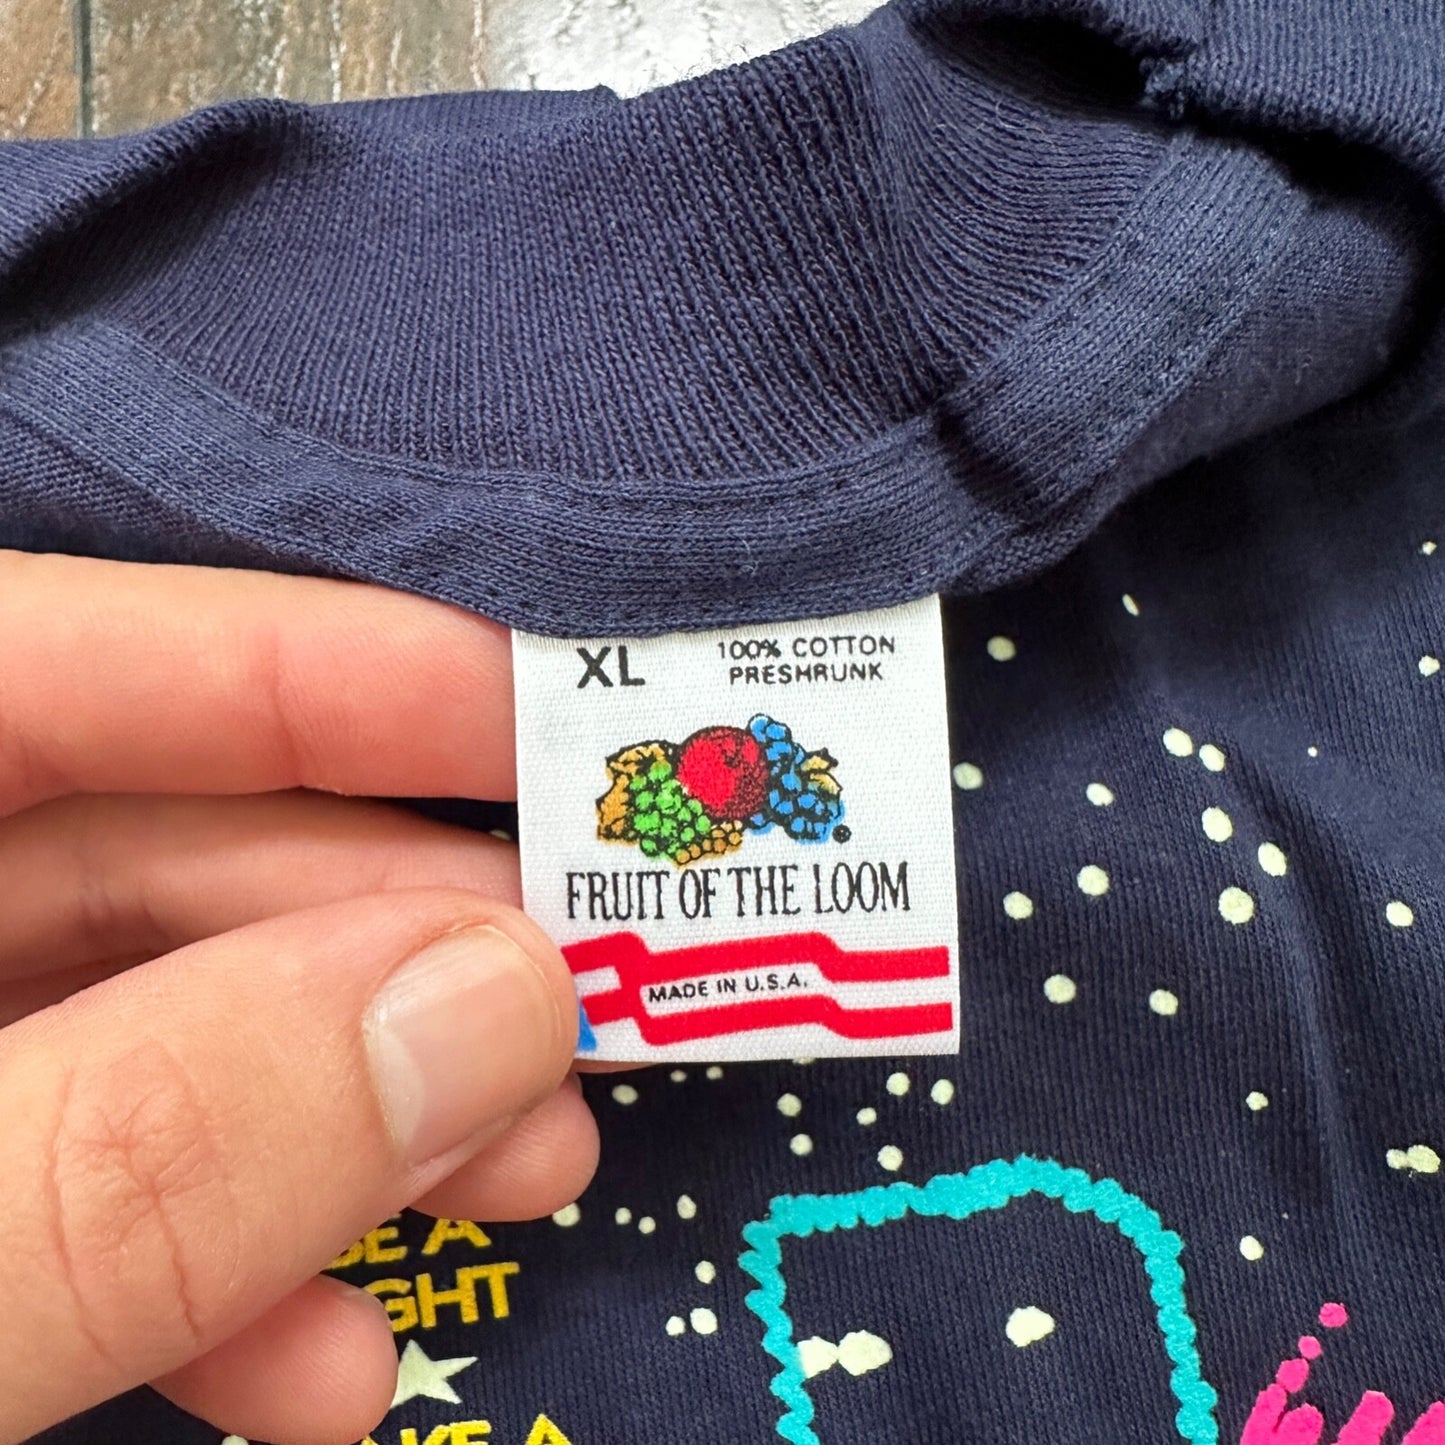 XL
100% COTTON
PRESHRUNK
®
FRUIT OF THE LOOM
MADE IN U.S.A.
A
GHT
A